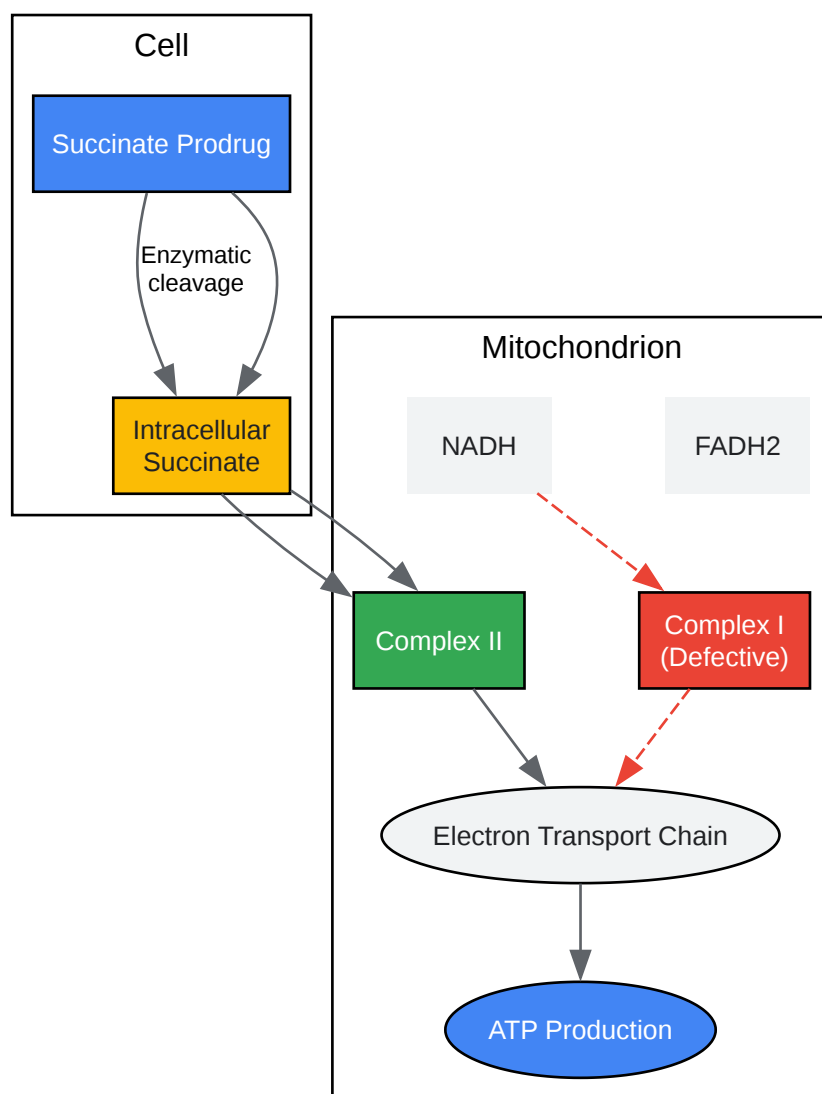 Cell
Succinate Prodrug
Enzymatic
cleavage
Intracellular
Succinate
Mitochondrion
NADH
FADH2
Complex II
Complex I
(Defective)
Electron Transport Chain
ATP Production